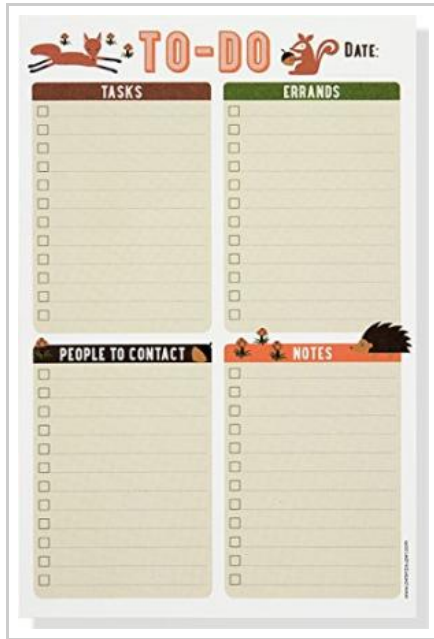 TO-DO
DATE:
TASKS
ERRANDS
PEOPLE TO CONTACT
NOTES